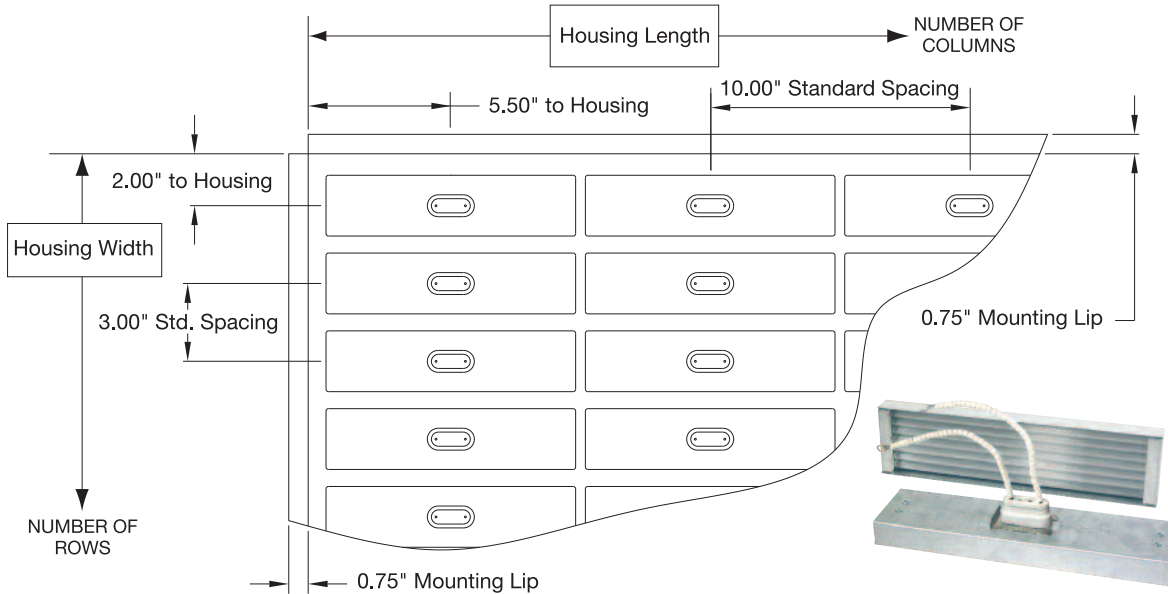 Housing Length
NUMBER OF
COLUMNS
5.50" to Housing
10.00" Standard Spacing
2.00" to Housing
Housing Width
3.00" Std. Spacing
0.75" Mounting Lip
NUMBER OF
ROWS
0.75" Mounting Lip